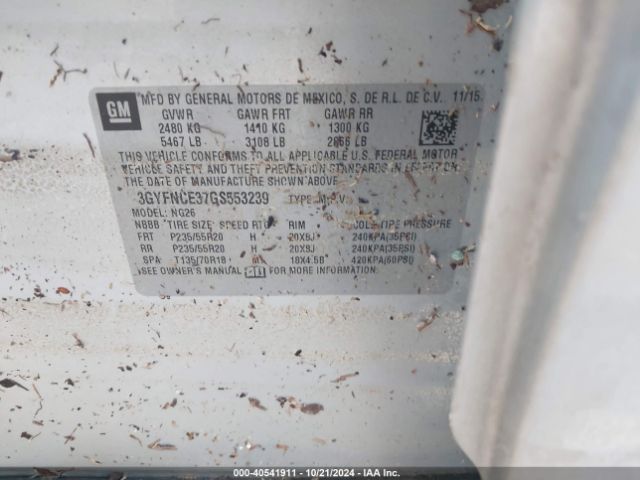 GM
MFD BY GENERAL MOTORS DE MEXICO, S. DE R.L. DE C.V. 11/15
GVWR GAWR FRT GAWR RR
2480 KG 1410 KG 1300 KG
5467 LB 3108 LB 2866 LB
THIS VEHICLE CONFORMS TO ALL APPLICABLE U.S. FEDERAL MOTOR
VEHICLE SAFETY AND THEFT PREVENTION STANDARDS IN EFFECT ON
THE DATE OF MANUFACTURE SHOWN ABOVE.
3GYFNCE37GS553239 TYPE: M.P.V.
MODEL: NG26
NBBB TIRE SIZE SPEED RTG RIM COLD TIRE PRESSURE
FRT P235/55R20 H 20X8J 240KPA(35PSI)
RR P235/55R20 H 20X8J 240KPA(35PSI)
SPA T135/70R18 M 18X4.5B 420KPA(60PSI)
SEE OWNER'S MANUAL FOR MORE INFORMATION.
000-40541911 - 10/21/2024 - IAA Inc.